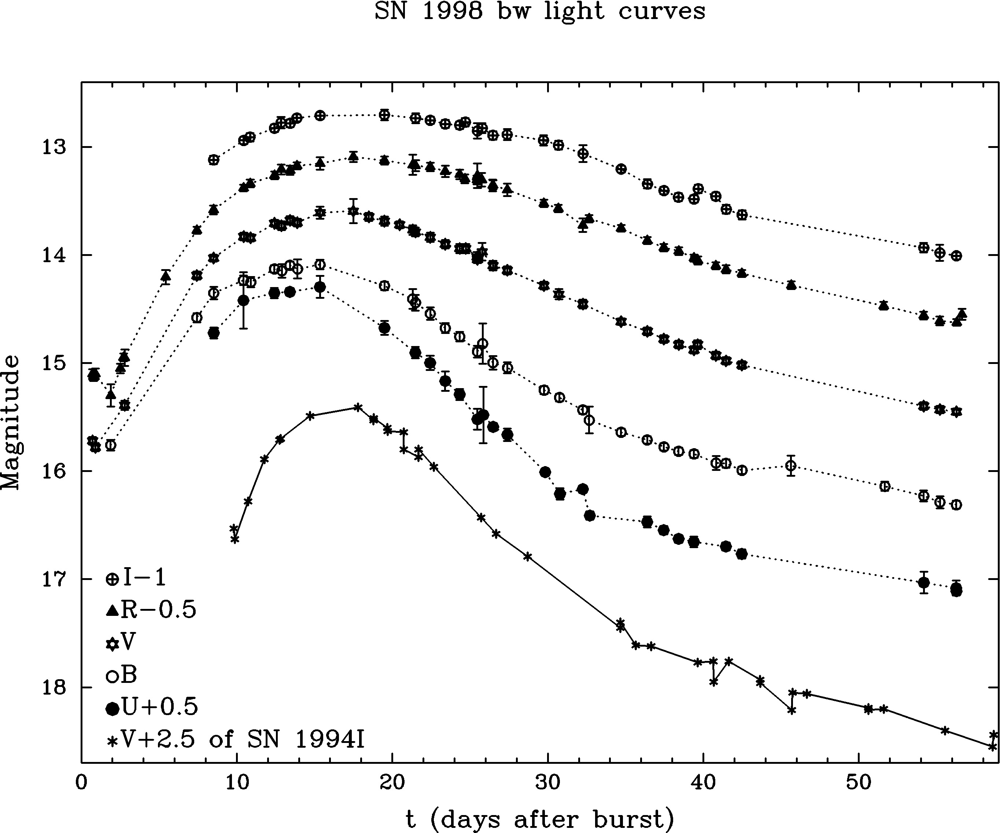 SN 1998 bw light curves
13
14
15
16
17
18
Magnitude
I−1
R−0.5
V
B
U+0.5
V+2.5 of SN 1994I
0 10 20 30 40 50
t (days after burst)